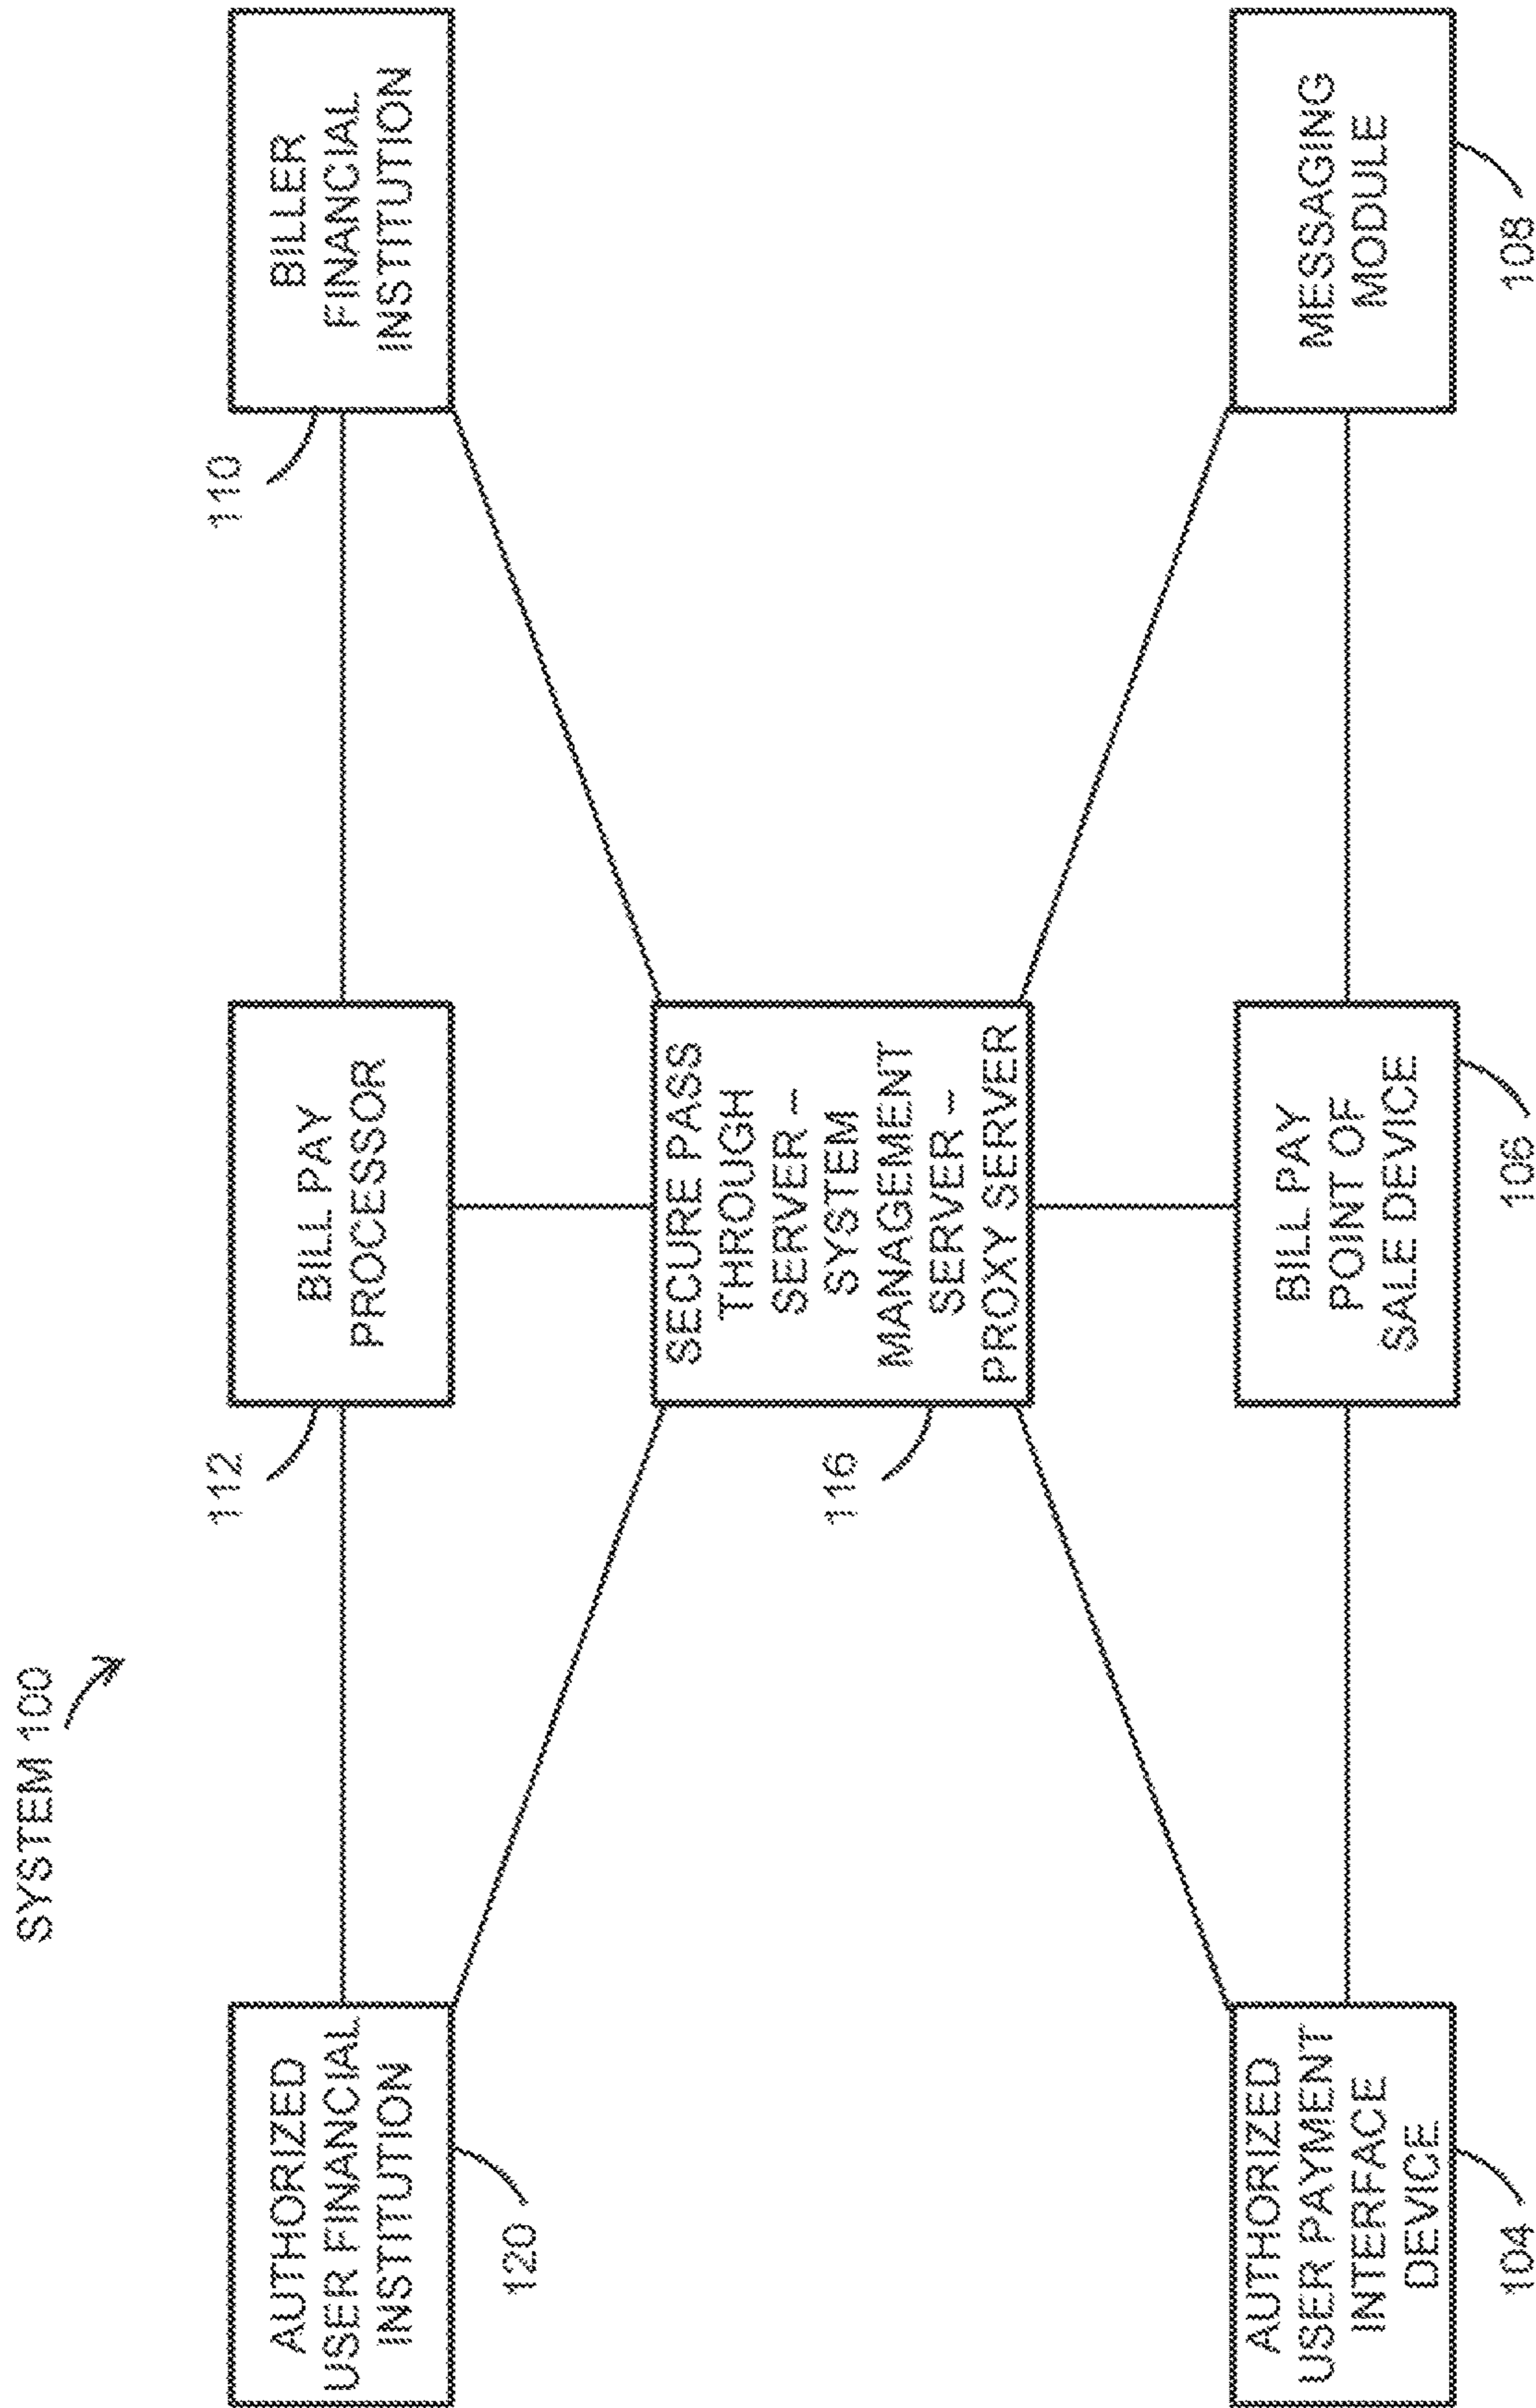 SYSTEM 100
120
AUTHORIZED
USER FINANCIAL
INSTITUTION
112
BILL PAY
PROCESSOR
110
BILLER
FINANCIAL
INSTITUTION
116
SECURE PASS
THROUGH
SERVER –
SYSTEM
MANAGEMENT
SERVER –
PROXY SERVER
AUTHORIZED
USER PAYMENT
INTERFACE
DEVICE
104
BILL PAY
POINT OF
SALE DEVICE
106
MESSAGING
MODULE
108